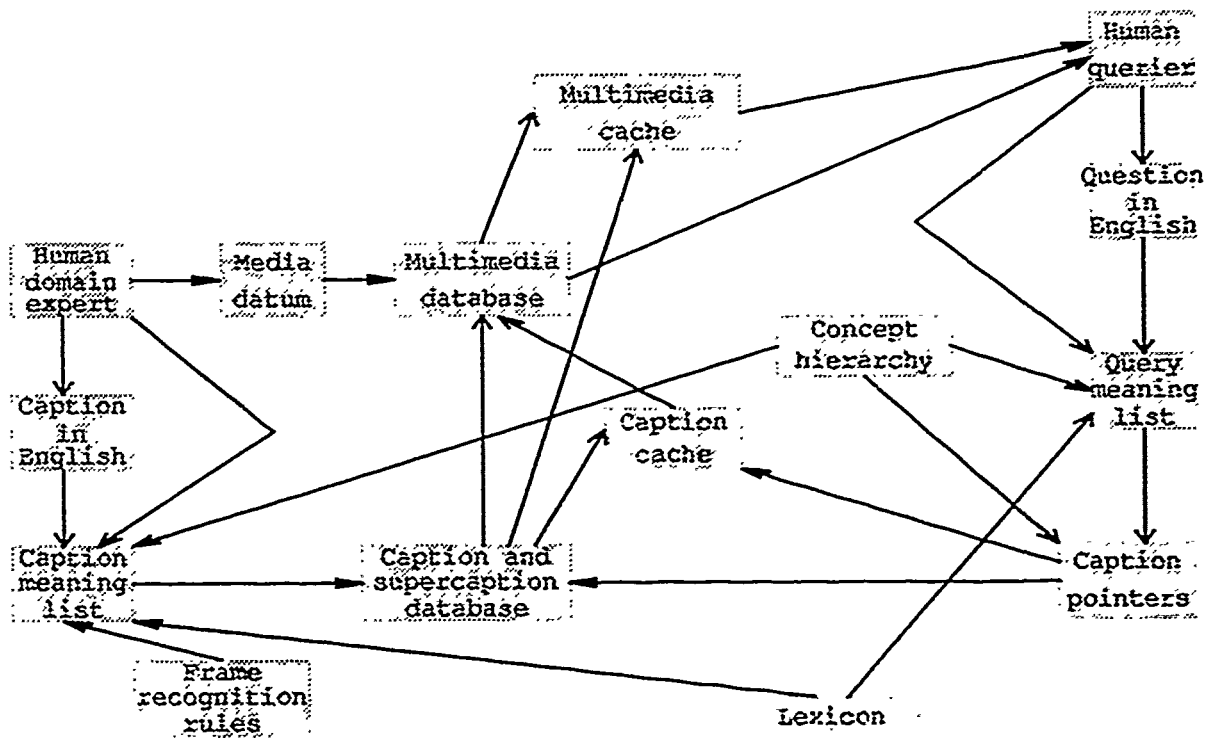 Human
querier
Multimedia
cache
Question
in
English
Human
domain
expert
Media
datum
Multimedia
database
Concept
hierarchy
Query
meaning
list
Caption
in
English
Caption
cache
Caption
meaning
list
Caption and
supercaption
database
Caption
pointers
Frame
recognition
rules
Lexicon